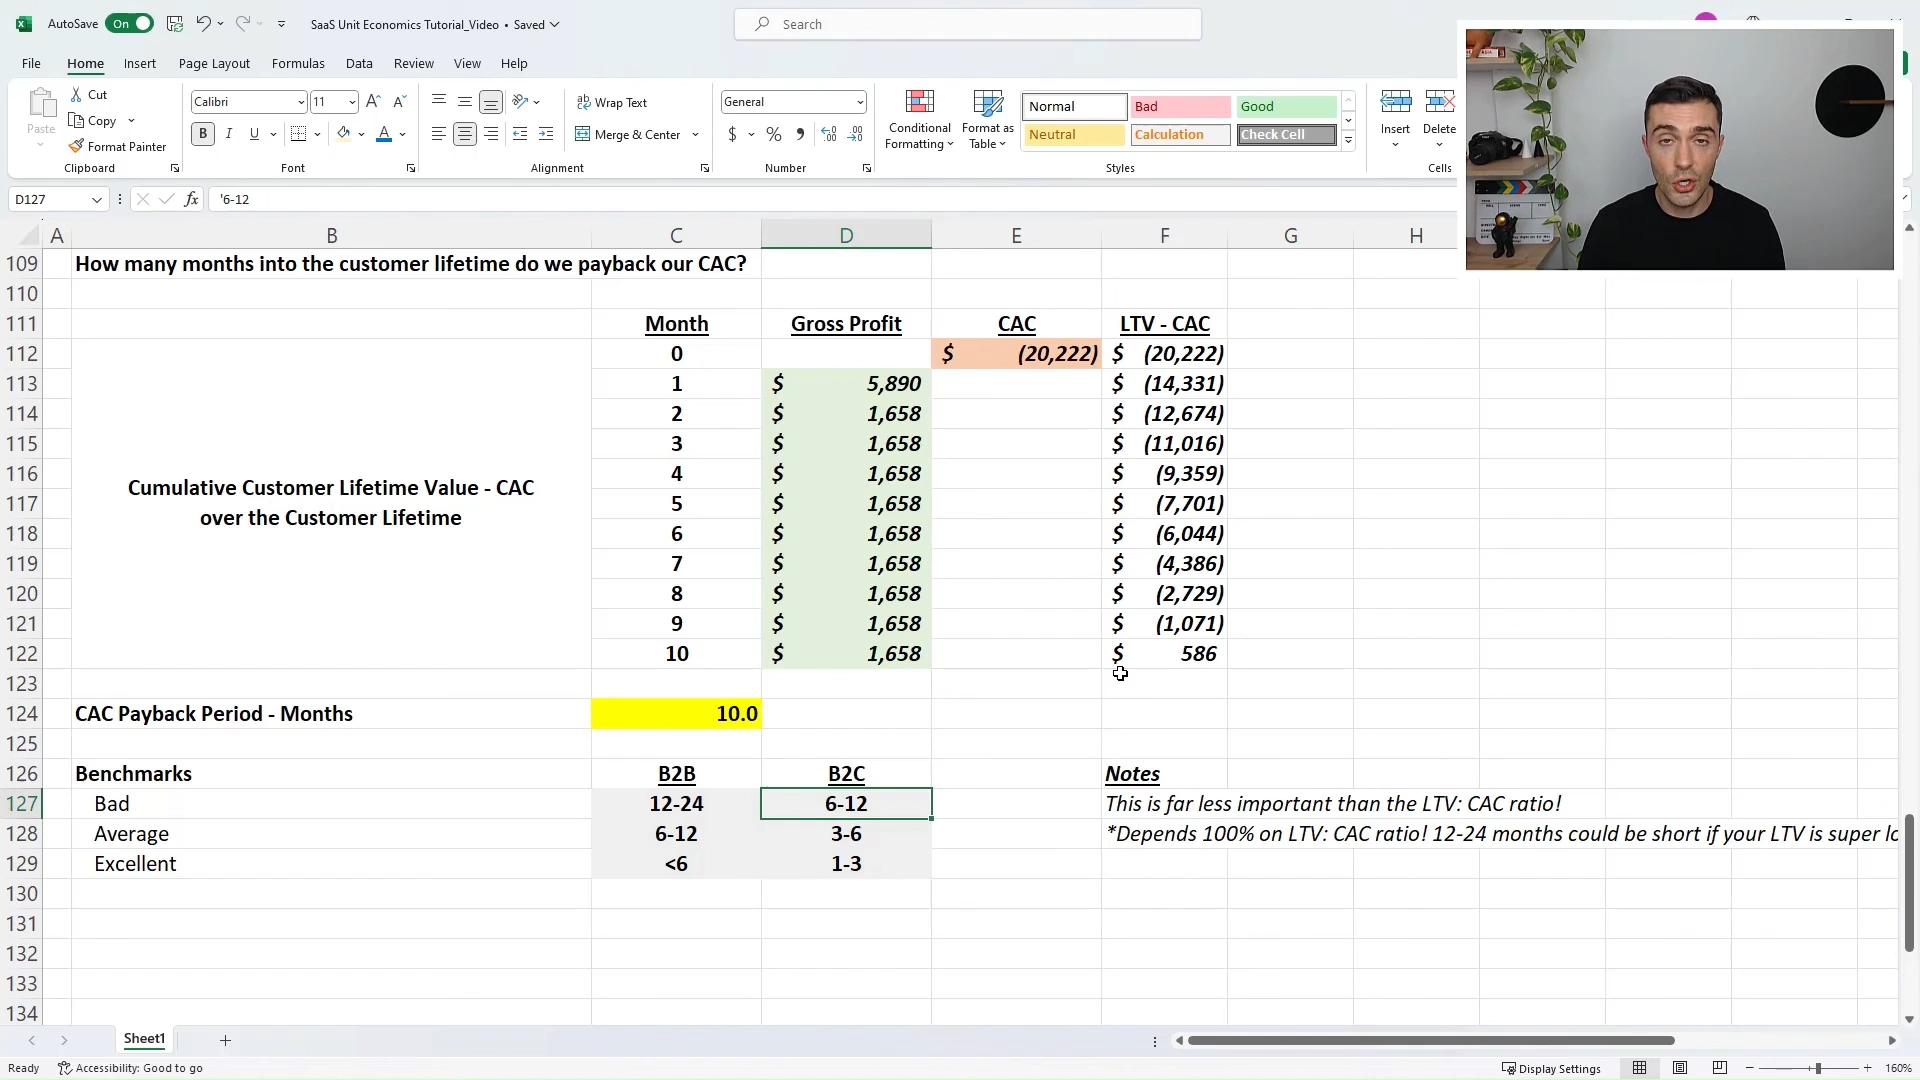 AutoSave On SaaS Unit Economics Tutorial_Video • Saved Search
File Home Insert Page Layout Formulas Data Review View Help
Paste Cut Copy Format Painter
Calibri 11
B I U
Wrap Text
Merge & Center
General
$ %
Conditional Formatting
Format as Table
Normal Bad Good
Neutral Calculation Check Cell
Insert Delete
Clipboard Font Alignment Number Styles Cells
D127 fx '6-12
A B C D E F G H
109 How many months into the customer lifetime do we payback our CAC?
110
111 Month Gross Profit CAC LTV - CAC
112 0 $ (20,222) $ (20,222)
113 1 $ 5,890 $ (14,331)
114 2 $ 1,658 $ (12,674)
115 3 $ 1,658 $ (11,016)
116 4 $ 1,658 $ (9,359)
Cumulative Customer Lifetime Value - CAC
over the Customer Lifetime
117 5 $ 1,658 $ (7,701)
118 6 $ 1,658 $ (6,044)
119 7 $ 1,658 $ (4,386)
120 8 $ 1,658 $ (2,729)
121 9 $ 1,658 $ (1,071)
122 10 $ 1,658 $ 586
123
124 CAC Payback Period - Months 10.0
125
126 Benchmarks B2B B2C Notes
127 Bad 12-24 6-12 This is far less important than the LTV: CAC ratio!
128 Average 6-12 3-6 *Depends 100% on LTV: CAC ratio! 12-24 months could be short if your LTV is super lo
129 Excellent <6 1-3
130
131
132
133
134
Sheet1
Ready Accessibility: Good to go Display Settings 160%